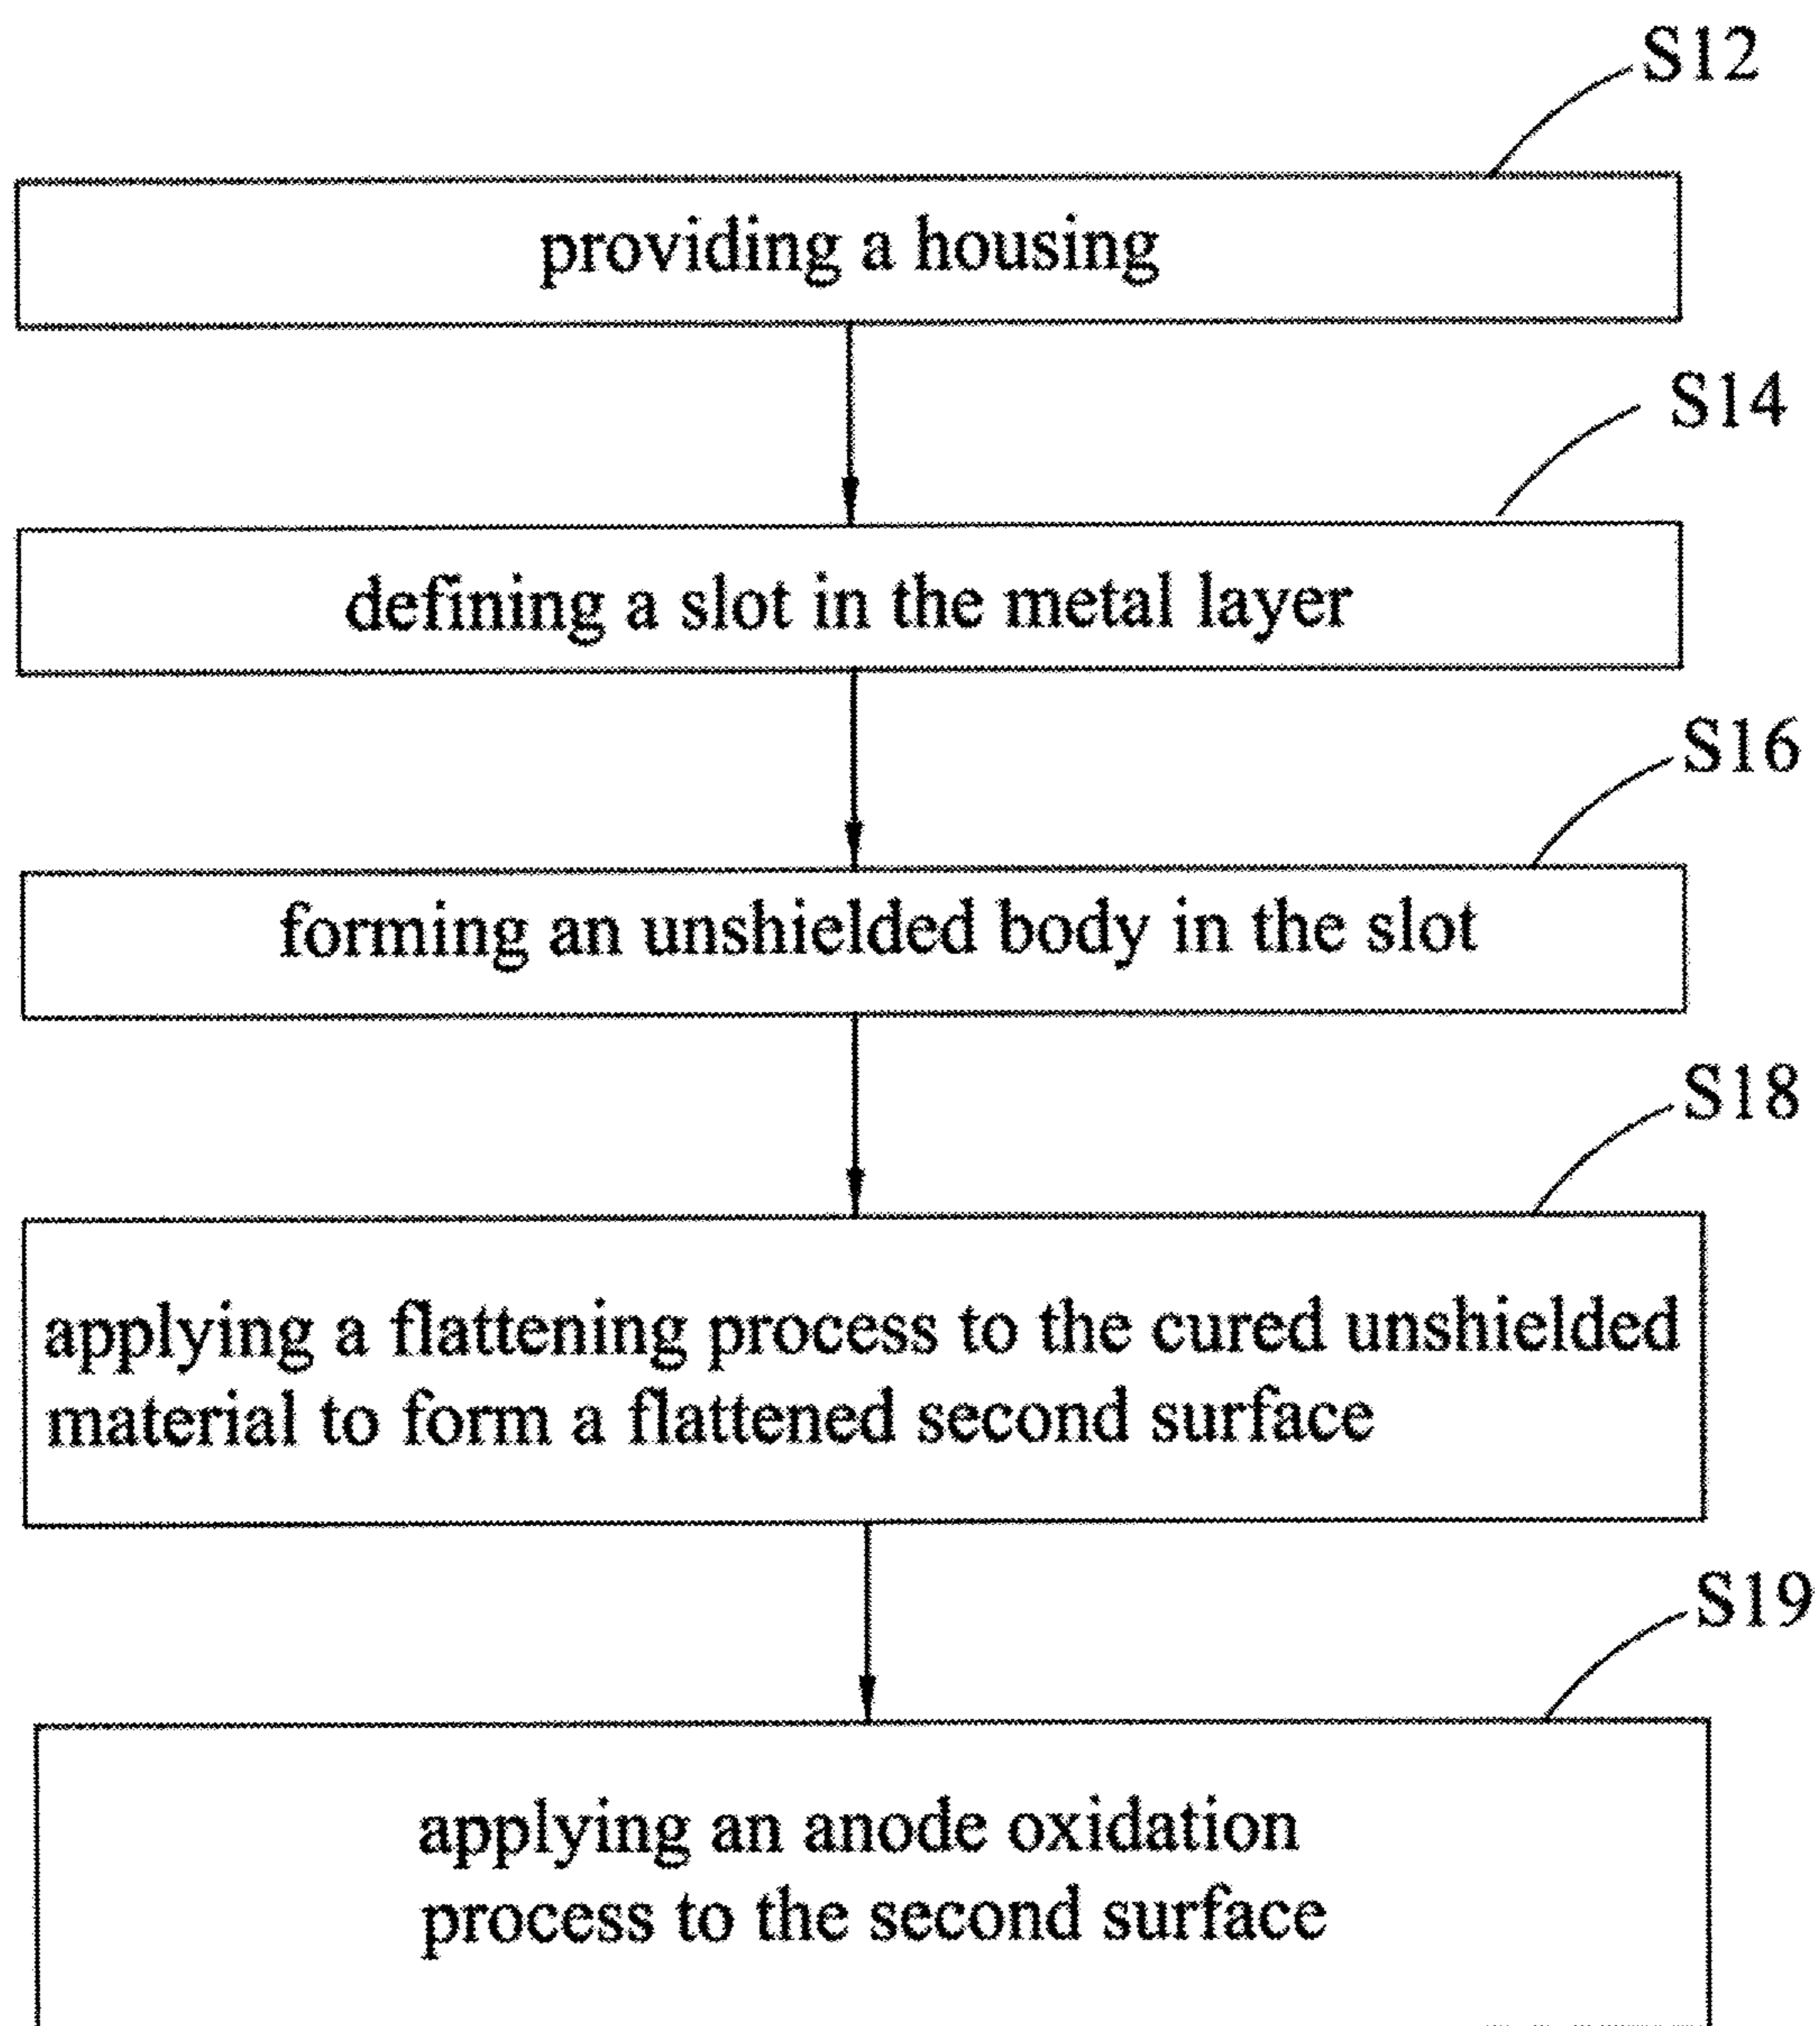 S12
providing a housing
S14
defining a slot in the metal layer
S16
forming an unshielded body in the slot
S18
applying a flattening process to the cured unshielded
material to form a flattened second surface
S19
applying an anode oxidation
process to the second surface